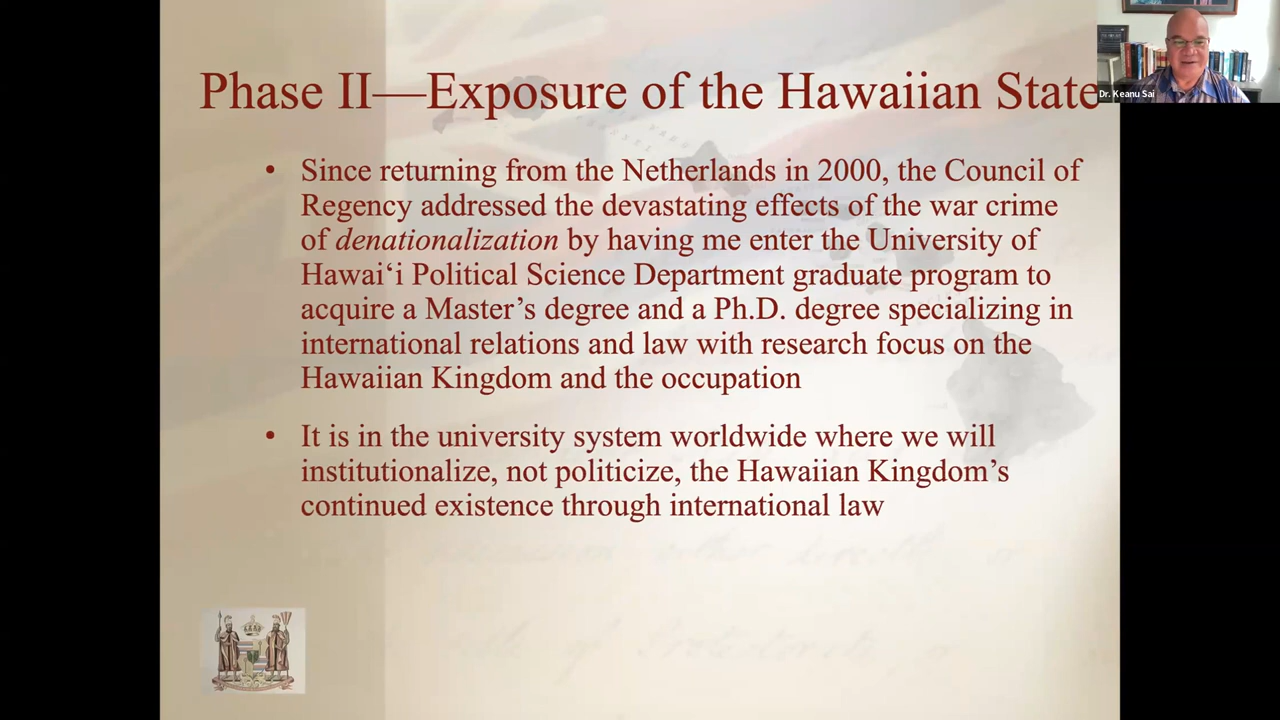 Phase II—Exposure of the Hawaiian State
Dr. Keanu Sai
• Since returning from the Netherlands in 2000, the Council of
Regency addressed the devastating effects of the war crime
of denationalization by having me enter the University of
Hawai‘i Political Science Department graduate program to
acquire a Master’s degree and a Ph.D. degree specializing in
international relations and law with research focus on the
Hawaiian Kingdom and the occupation
• It is in the university system worldwide where we will
institutionalize, not politicize, the Hawaiian Kingdom’s
continued existence through international law